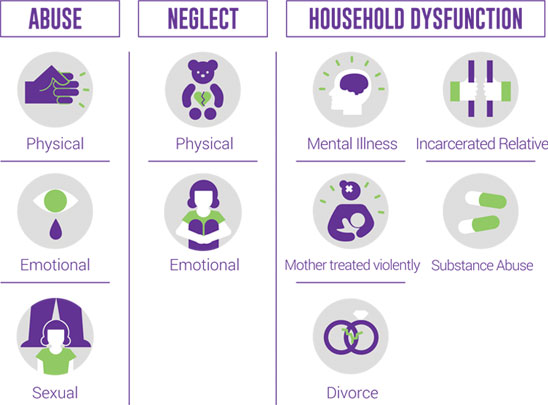 ABUSE
NEGLECT
HOUSEHOLD DYSFUNCTION
Physical
Physical
Mental Illness
Incarcerated Relative
Emotional
Emotional
Mother treated violently
Substance Abuse
Sexual
Divorce